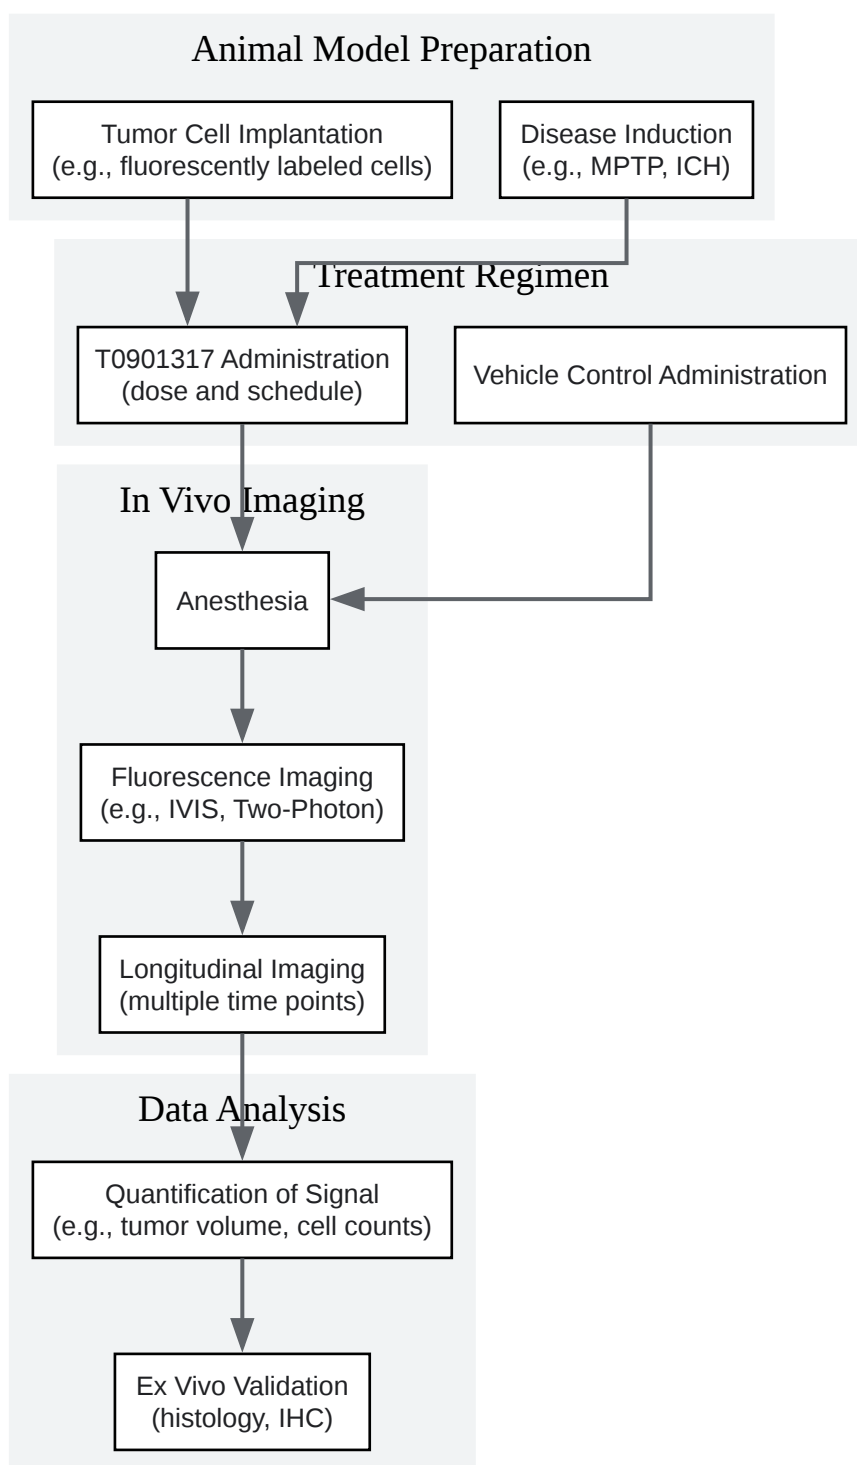 Animal Model Preparation
Tumor Cell Implantation
(e.g., fluorescently labeled cells)
Disease Induction
(e.g., MPTP, ICH)
Treatment Regimen
T0901317 Administration
(dose and schedule)
Vehicle Control Administration
In Vivo Imaging
Anesthesia
Fluorescence Imaging
(e.g., IVIS, Two-Photon)
Longitudinal Imaging
(multiple time points)
Data Analysis
Quantification of Signal
(e.g., tumor volume, cell counts)
Ex Vivo Validation
(histology, IHC)